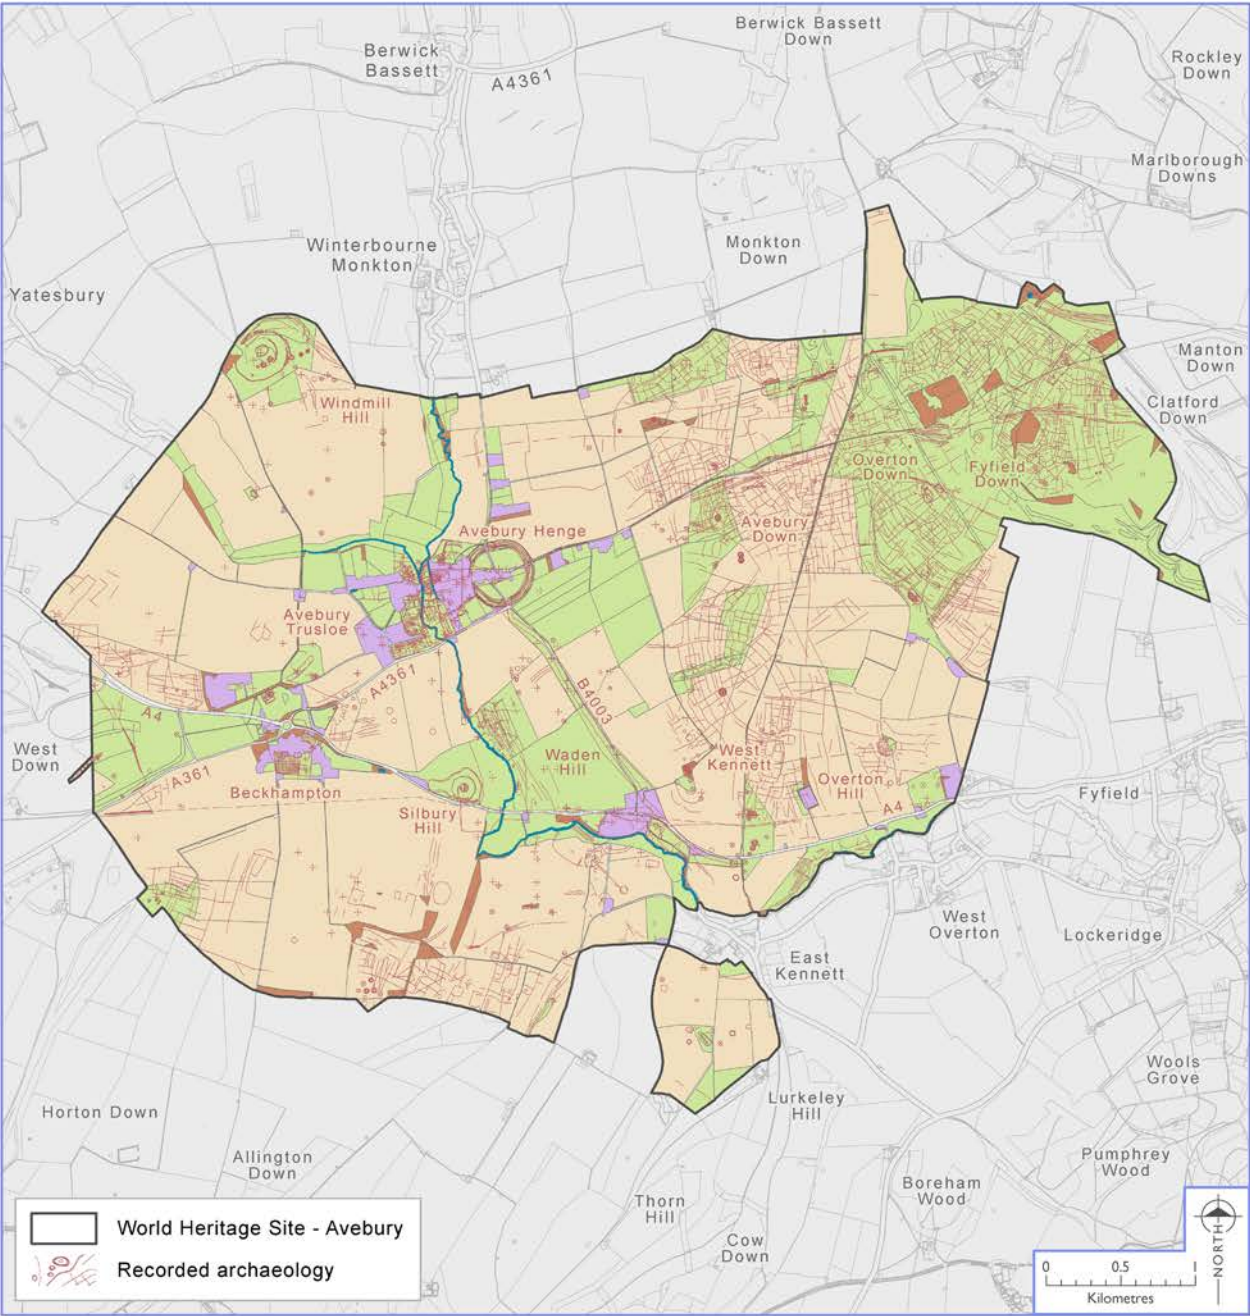 Berwick Bassett
Down
Berwick
Bassett
A4361
Rockley
Down
Marlborough
Downs
Winterbourne
Monkton
Monkton
Down
Yatesbury
Manton
Down
Windmill
Hill
Clatford
Down
Overton
Down
Fyfield
Down
Avebury Henge
Avebury
Down
Avebury
Trusloe
A4361
B4003
A4
West
Down
A361
Beckhampton
Waden
Hill
West
Kennett
Overton
Hill
A4
Fyfield
Silbury
Hill
West
Overton
Lockeridge
East
Kennett
Wools
Grove
Horton Down
Lurkeley
Hill
Allington
Down
Pumphrey
Wood
Boreham
Wood
Thorn
Hill
Cow
Down
World Heritage Site - Avebury
Recorded archaeology
0 0.5 1
Kilometres
NORTH